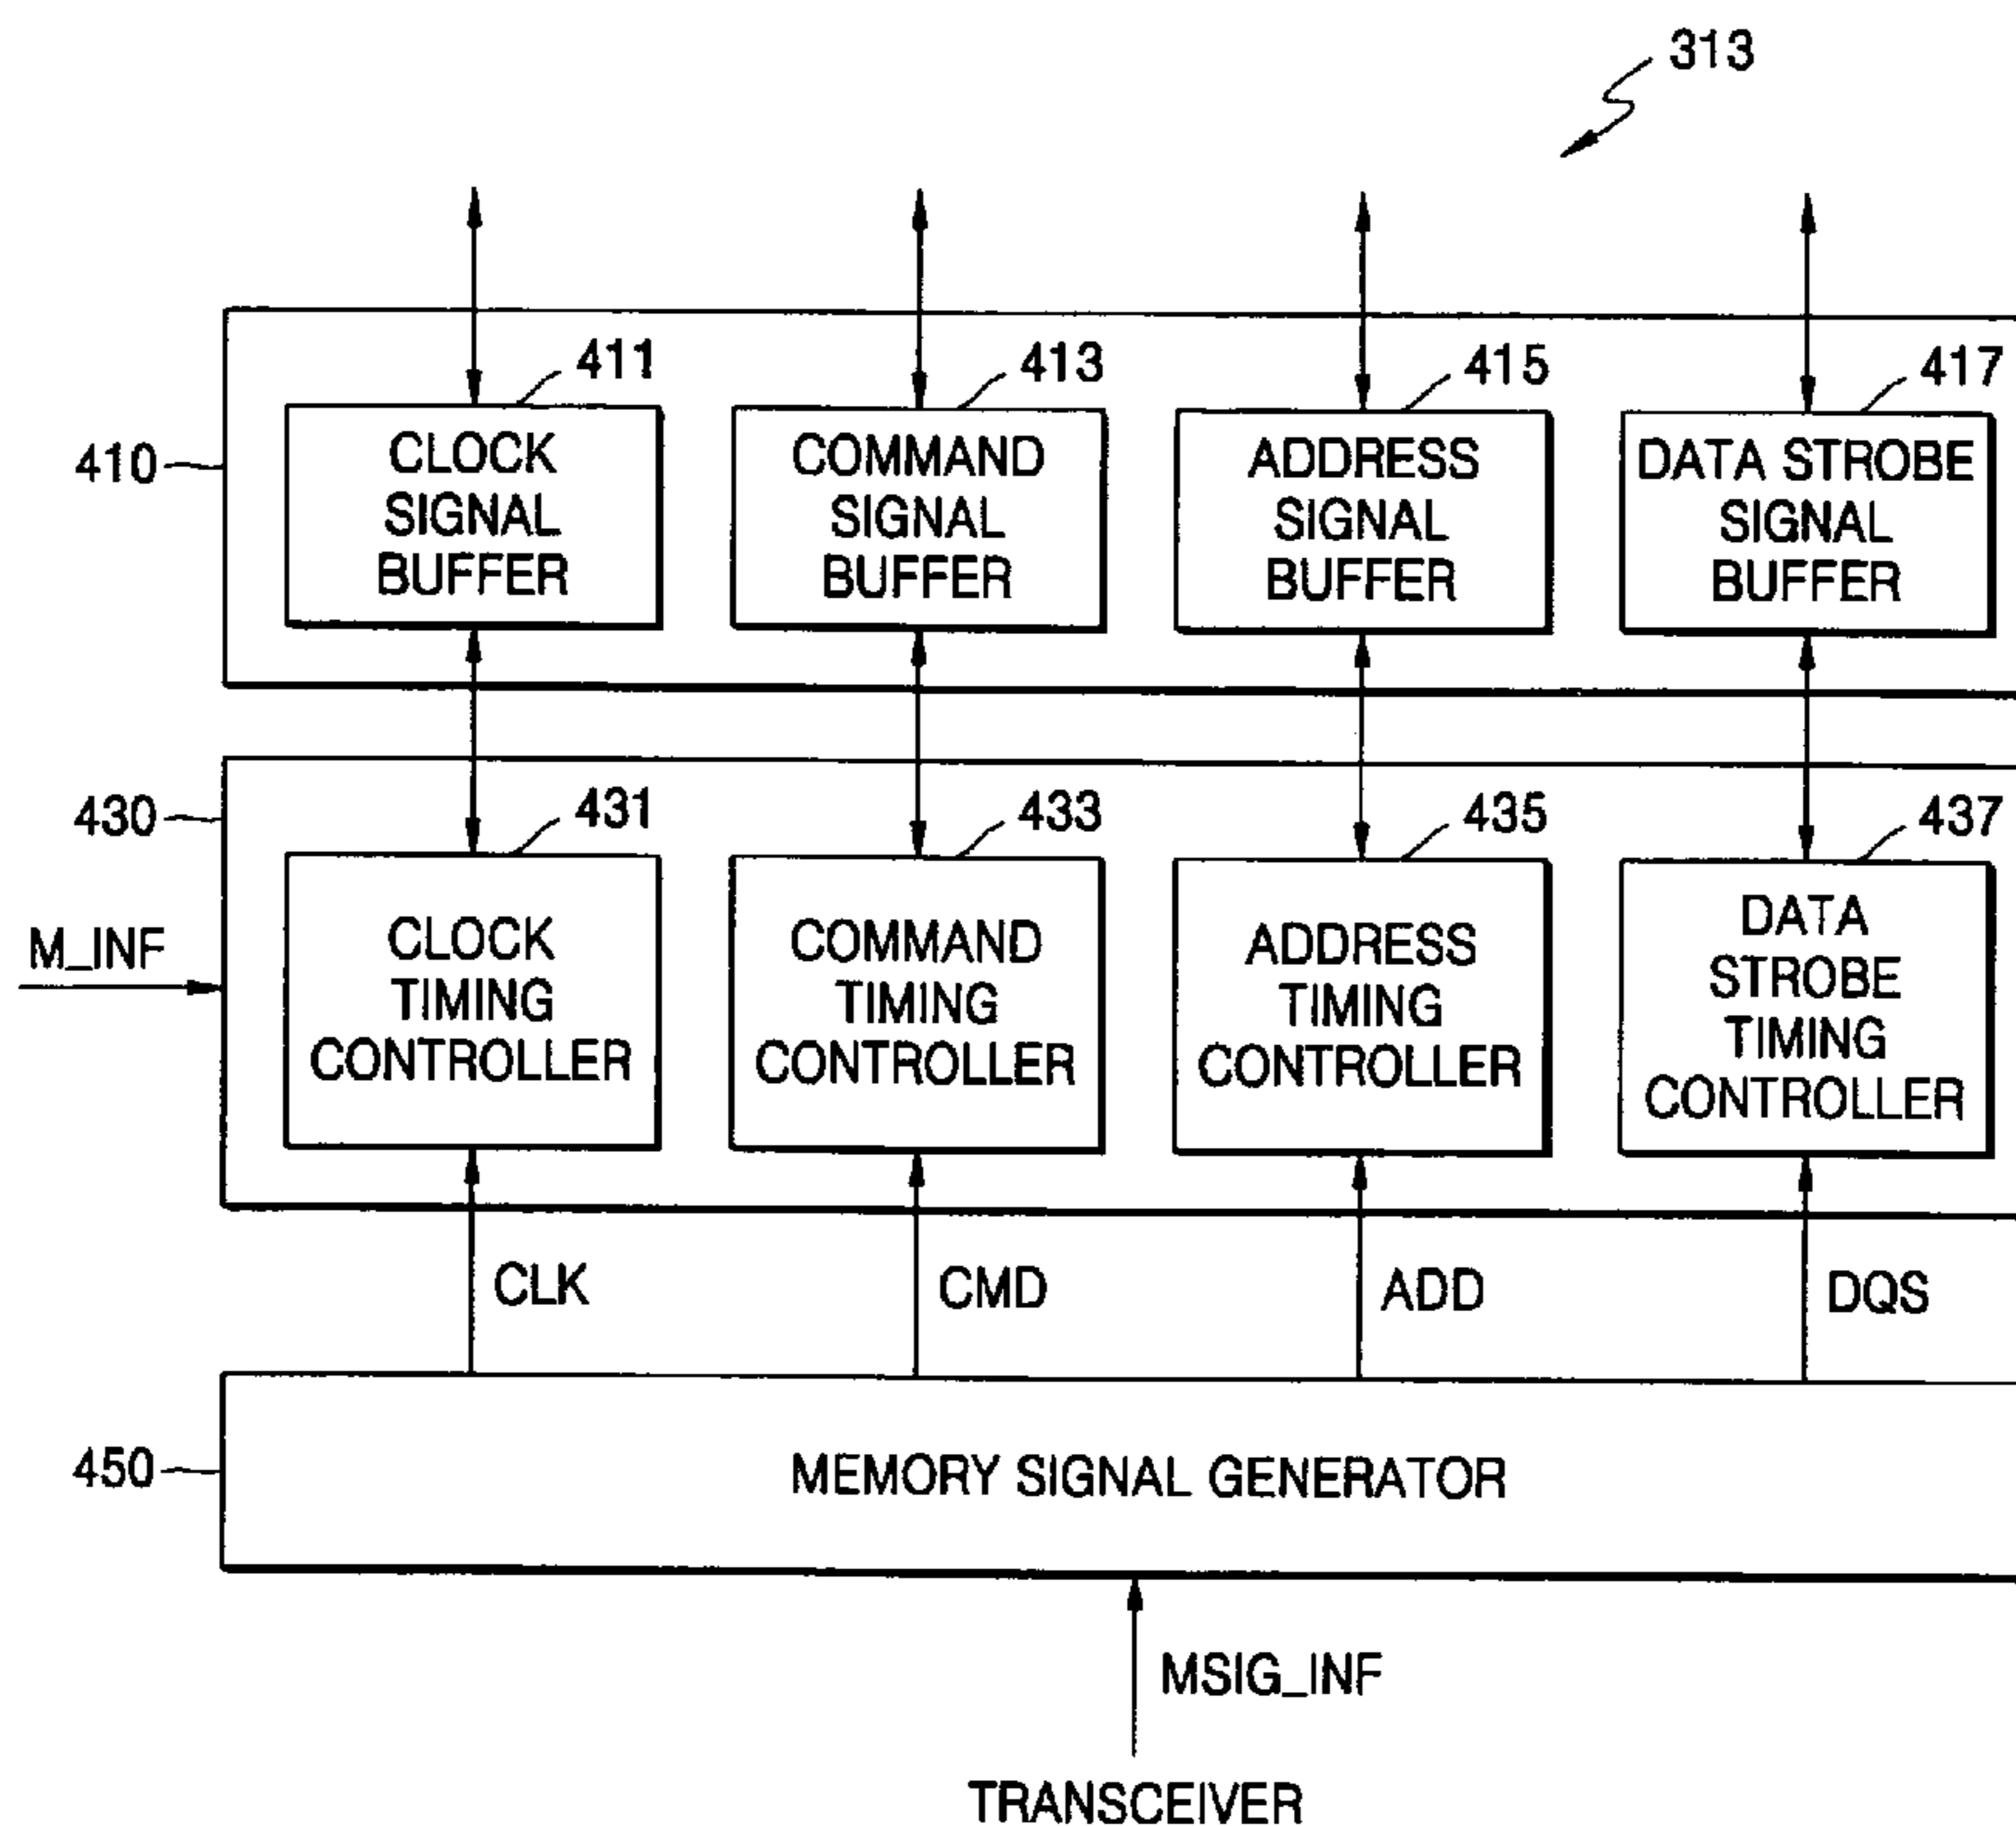 313
411
413
415
417
410
CLOCK
SIGNAL
BUFFER
COMMAND
SIGNAL
BUFFER
ADDRESS
SIGNAL
BUFFER
DATA STROBE
SIGNAL
BUFFER
430
431
433
435
437
M_INF
CLOCK
TIMING
CONTROLLER
COMMAND
TIMING
CONTROLLER
ADDRESS
TIMING
CONTROLLER
DATA
STROBE
TIMING
CONTROLLER
CLK
CMD
ADD
DQS
450
MEMORY SIGNAL GENERATOR
MSIG_INF
TRANSCEIVER